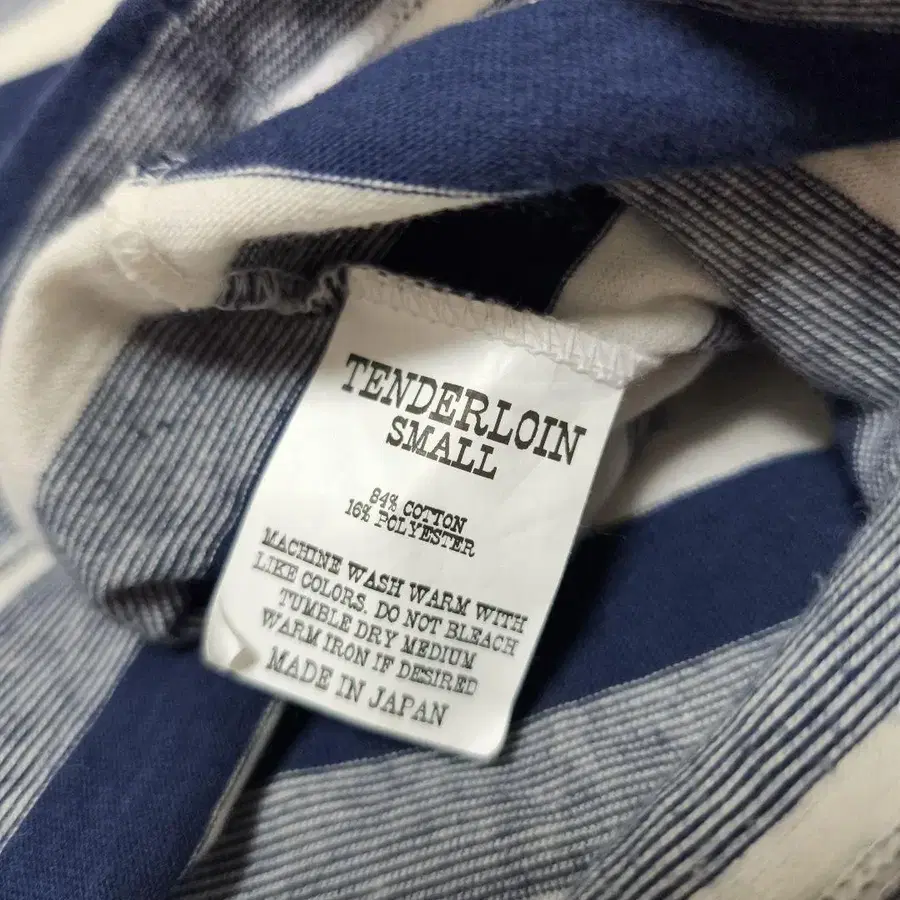 TENDERLOIN
SMALL
84% COTTON
16% POLYESTER
MACHINE WASH WARM WITH
LIKE COLORS. DO NOT BLEACH
TUMBLE DRY MEDIUM
WARM IRON IF DESIRED
MADE IN JAPAN